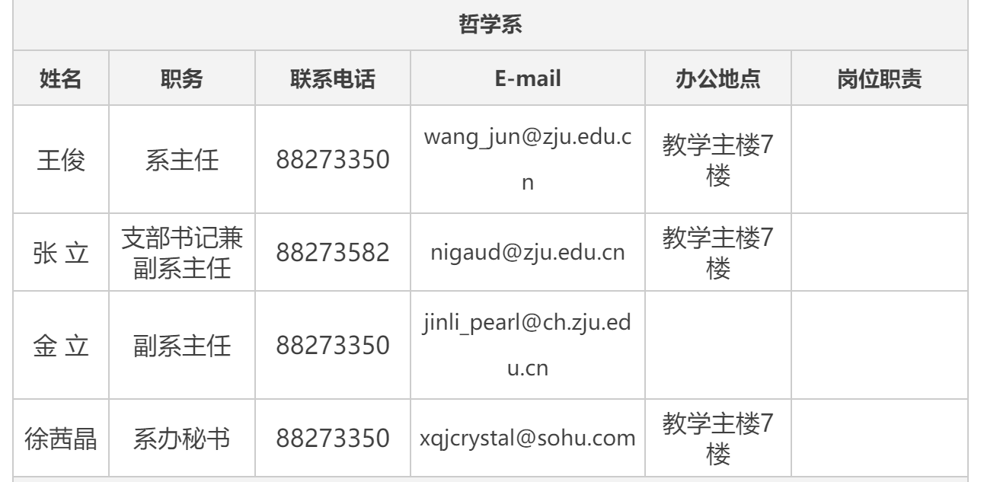 哲学系
姓名 职务 联系电话 E-mail 办公地点 岗位职责
王俊 系主任 88273350 wang_jun@zju.edu.c
n 教学主楼7
楼
张 立 支部书记兼
副系主任 88273582 nigaud@zju.edu.cn 教学主楼7
楼
金 立 副系主任 88273350 jinli_pearl@ch.zju.ed
u.cn
徐茜晶 系办秘书 88273350 xqjcrystal@sohu.com 教学主楼7
楼